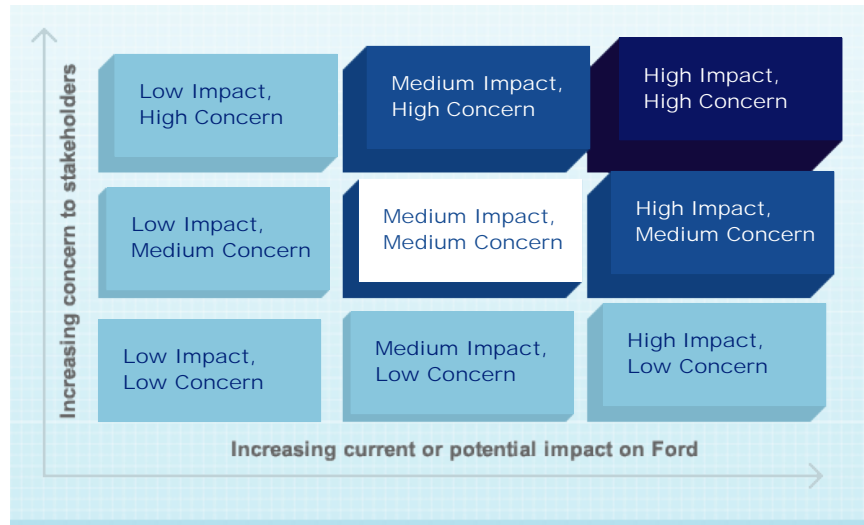 Increasing concern to stakeholders
Low Impact,
High Concern
Medium Impact,
High Concern
High Impact,
High Concern
Low Impact,
Medium Concern
Medium Impact,
Medium Concern
High Impact,
Medium Concern
Low Impact,
Low Concern
Medium Impact,
Low Concern
High Impact,
Low Concern
Increasing current or potential impact on Ford